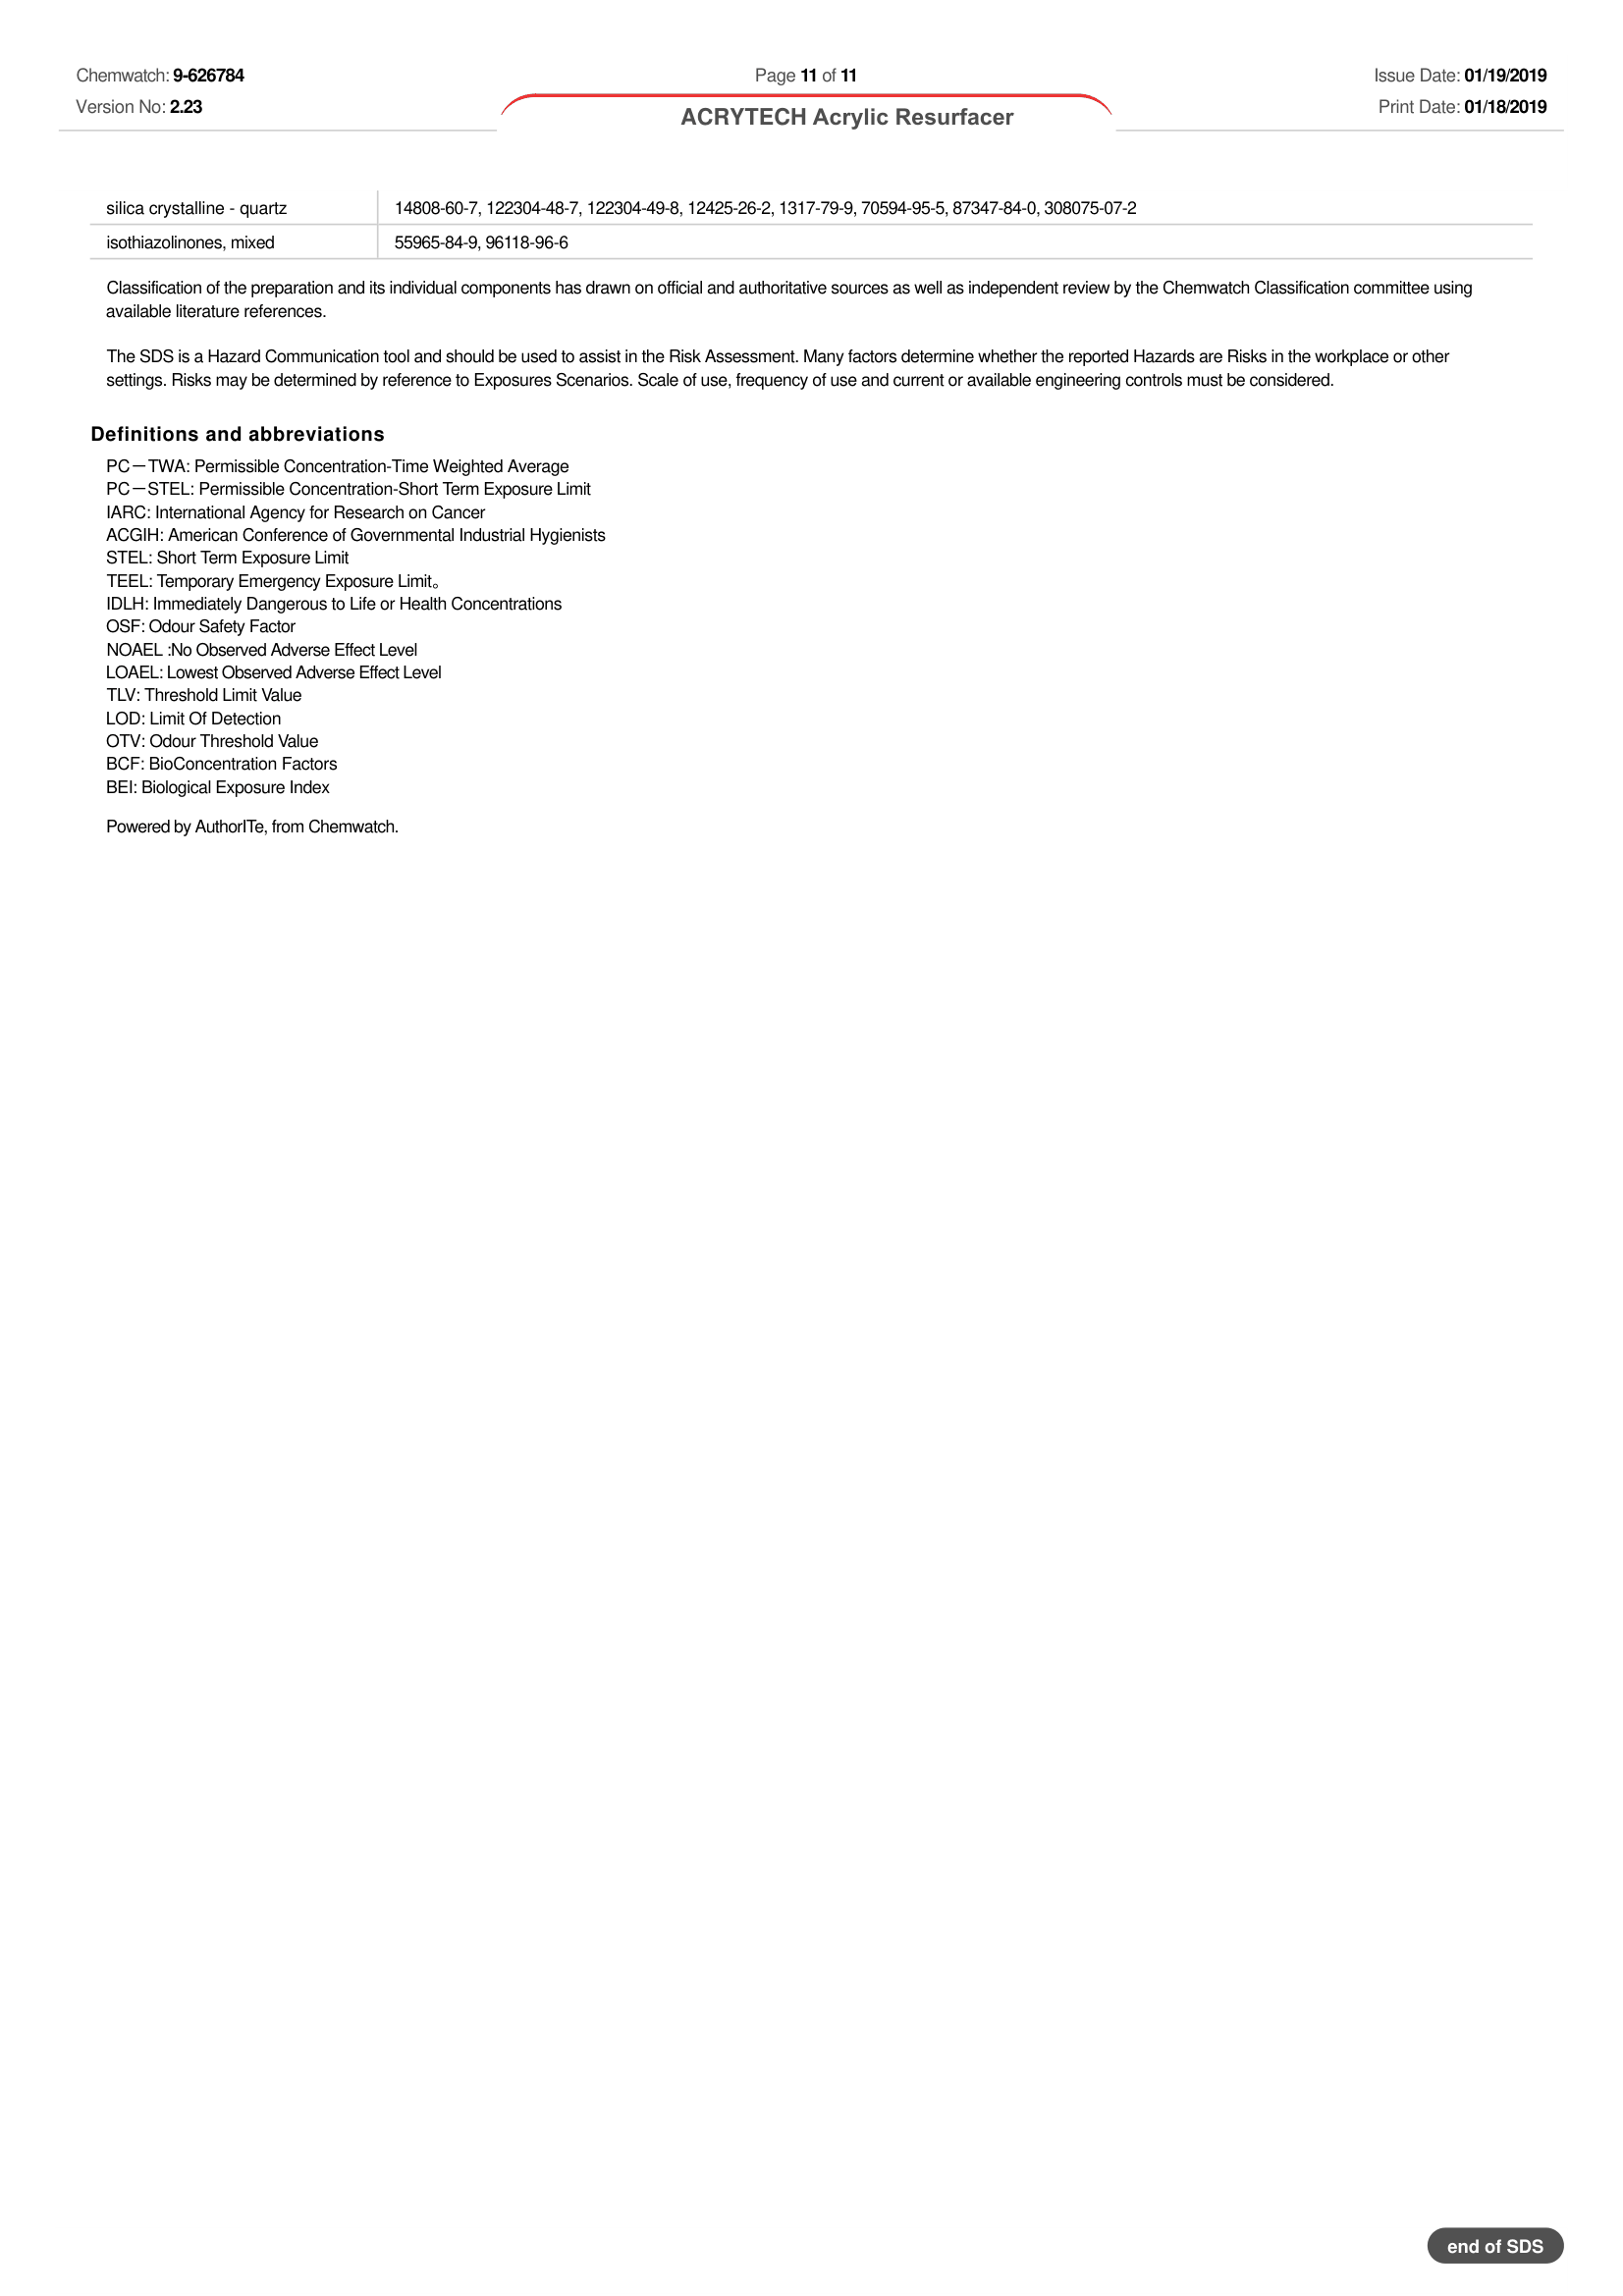 Chemwatch: 9-626784
Page 11 of 11
Issue Date: 01/19/2019
Version No: 2.23
ACRYTECH Acrylic Resurfacer
Print Date: 01/18/2019
silica crystalline - quartz 14808-60-7, 122304-48-7, 122304-49-8, 12425-26-2, 1317-79-9, 70594-95-5, 87347-84-0, 308075-07-2
isothiazolinones, mixed 55965-84-9, 96118-96-6
Classification of the preparation and its individual components has drawn on official and authoritative sources as well as independent review by the Chemwatch Classification committee using
available literature references.
The SDS is a Hazard Communication tool and should be used to assist in the Risk Assessment. Many factors determine whether the reported Hazards are Risks in the workplace or other
settings. Risks may be determined by reference to Exposures Scenarios. Scale of use, frequency of use and current or available engineering controls must be considered.
Definitions and abbreviations
PC－TWA: Permissible Concentration-Time Weighted Average
PC－STEL: Permissible Concentration-Short Term Exposure Limit
IARC: International Agency for Research on Cancer
ACGIH: American Conference of Governmental Industrial Hygienists
STEL: Short Term Exposure Limit
TEEL: Temporary Emergency Exposure Limit。
IDLH: Immediately Dangerous to Life or Health Concentrations
OSF: Odour Safety Factor
NOAEL :No Observed Adverse Effect Level
LOAEL: Lowest Observed Adverse Effect Level
TLV: Threshold Limit Value
LOD: Limit Of Detection
OTV: Odour Threshold Value
BCF: BioConcentration Factors
BEI: Biological Exposure Index
Powered by AuthorITe, from Chemwatch.
end of SDS